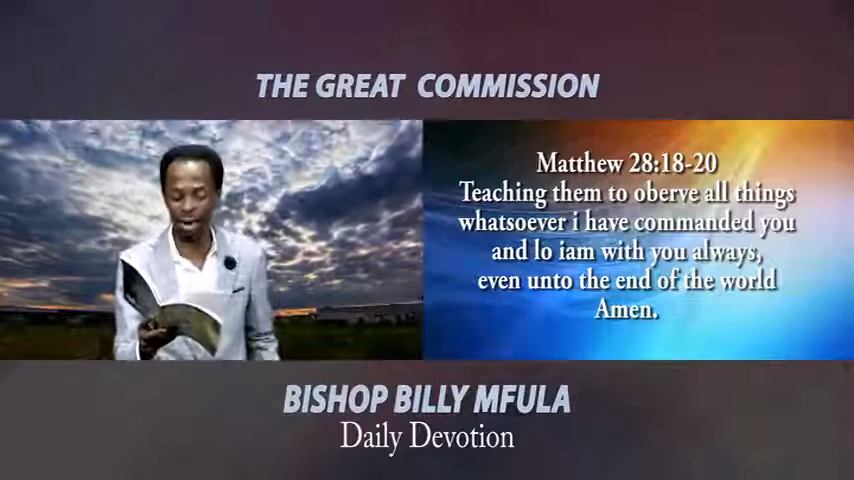 THE GREAT COMMISSION
Matthew 28:18-20
Teaching them to oberve all things
whatsoever i have commanded you
and lo iam with you always,
even unto the end of the world
Amen.
BISHOP BILLY MFULA
Daily Devotion